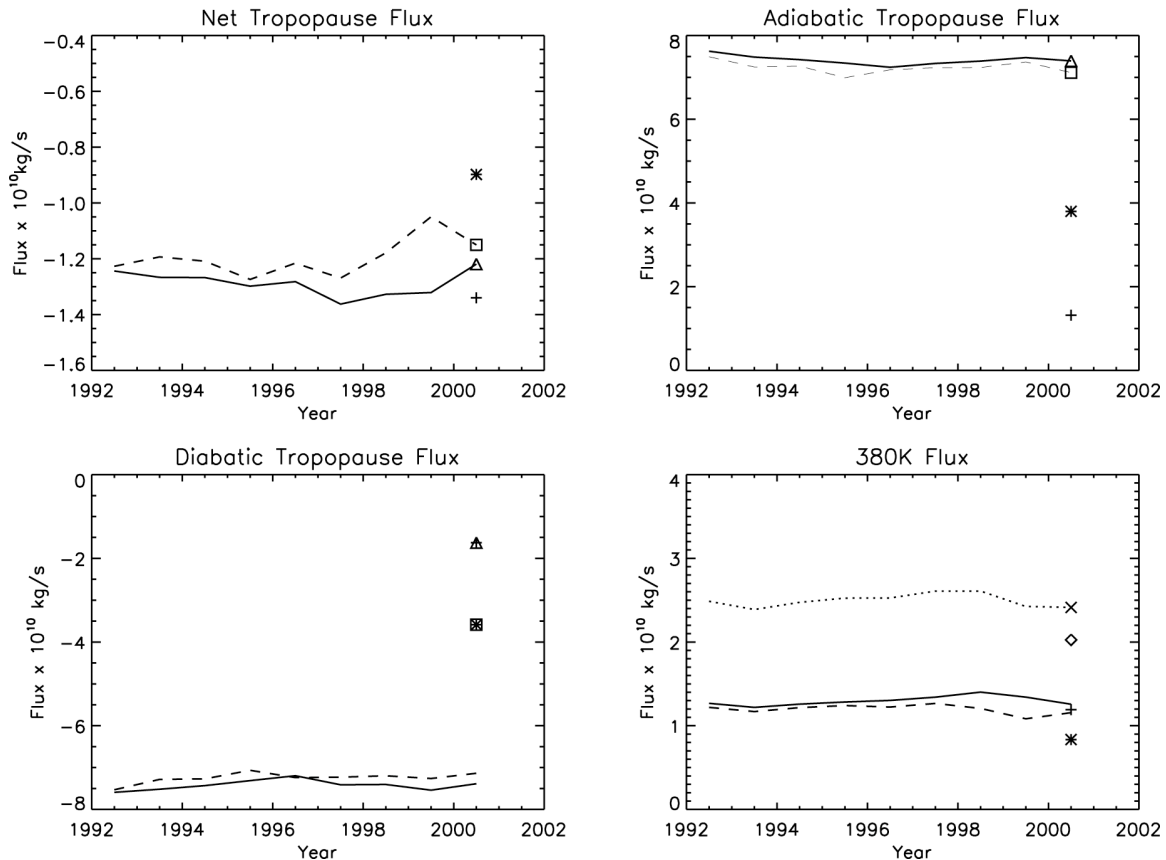 Net Tropopause Flux
-0.4
-0.6
-0.8
-1.0
-1.2
-1.4
-1.6
Flux x 10¹⁰kg/s
1992 1994 1996 1998 2000 2002
Year
Adiabatic Tropopause Flux
8
6
4
2
0
Flux x 10¹⁰ kg/s
1992 1994 1996 1998 2000 2002
Year
Diabatic Tropopause Flux
0
-2
-4
-6
-8
Flux x 10¹⁰ kg/s
1992 1994 1996 1998 2000 2002
Year
380K Flux
4
3
2
1
0
Flux x 10¹⁰ kg/s
1992 1994 1996 1998 2000 2002
Year